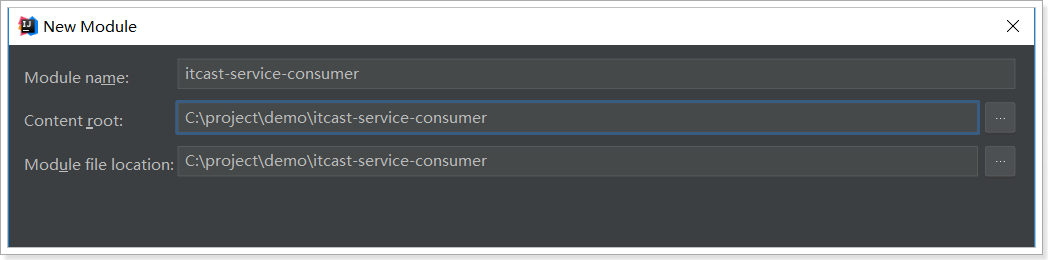 New Module
Module name: itcast-service-consumer
Content root: C:\project\demo\itcast-service-consumer ...
Module file location: C:\project\demo\itcast-service-consumer ...